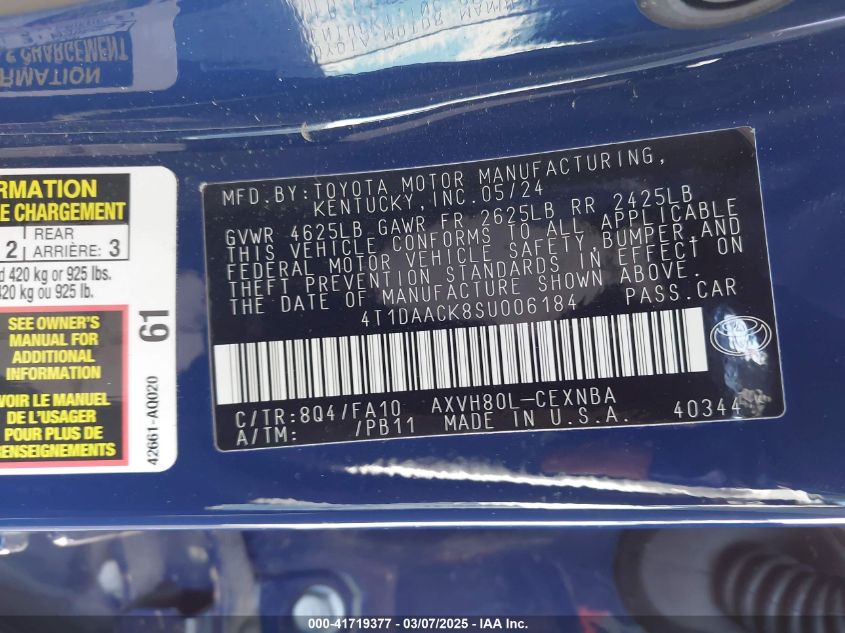 & CHARGEMENT
RMATION
RMATION
E CHARGEMENT
2 REAR
ARRIÈRE: 3
d 420 kg or 925 lbs.
420 kg ou 925 lb.
SEE OWNER'S
MANUAL FOR
ADDITIONAL
INFORMATION
VOIR LE MANUEL
DE L'USAGER
POUR PLUS DE
RENSEIGNEMENTS
42661-A0020
61
MFD.BY:TOYOTA MOTOR MANUFACTURING,
KENTUCKY,INC.05/24
GVWR 4625LB GAWR FR 2625LB RR 2425LB
THIS VEHICLE CONFORMS TO ALL APPLICABLE
FEDERAL MOTOR VEHICLE SAFETY,BUMPER,AND
THEFT PREVENTION STANDARDS IN EFFECT ON
THE DATE OF MANUFACTURE SHOWN ABOVE.
4T1DAACK8SU006184 PASS.CAR
C/TR:8Q4/FA10 AXVH80L-CEXNBA
A/TM: /PB11 MADE IN U.S.A. 40344
000-41719377 - 03/07/2025 - IAA Inc.